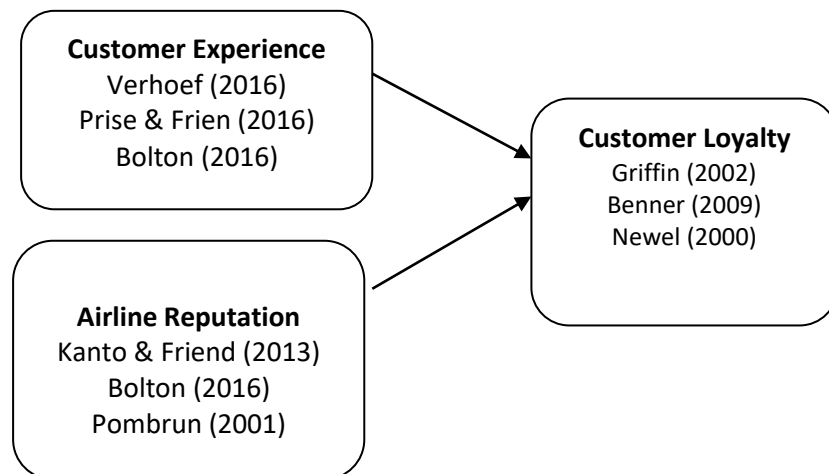 Customer Experience
Verhoef (2016)
Prise & Frien (2016)
Bolton (2016)
Customer Loyalty
Griffin (2002)
Benner (2009)
Newel (2000)
Airline Reputation
Kanto & Friend (2013)
Bolton (2016)
Pombrun (2001)